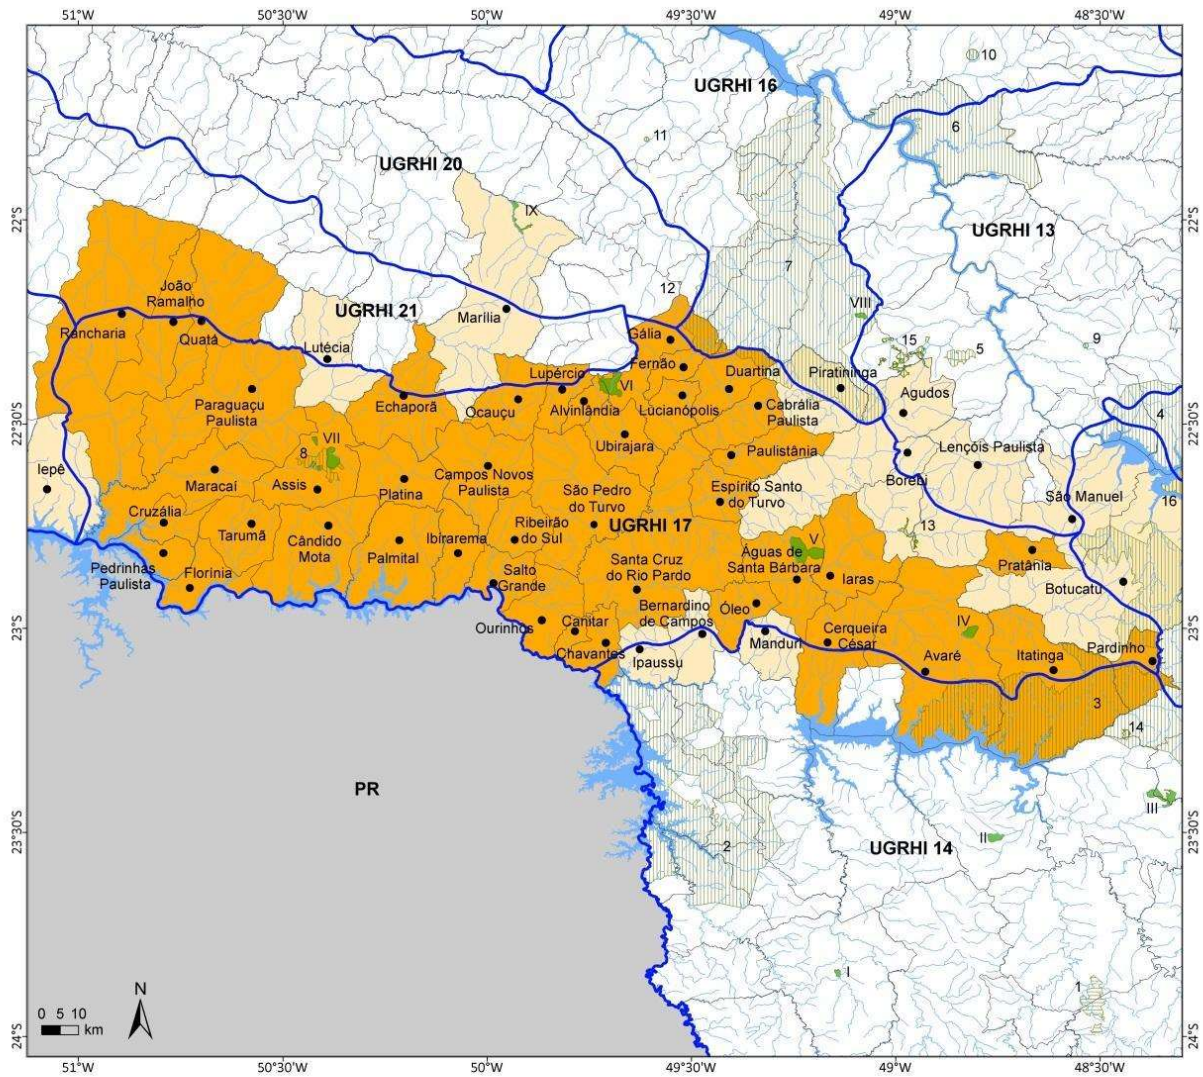 51°W 50°30'W 50°W 49°30'W 49°W 48°30'W
UGRHI 16
10
6
11
UGRHI 20
IX
22°S
22°S
UGRHI 13
7
12
João
Ramalho
VIII
UGRHI 21
Marília
Rancharia
Quatá
Gália
15
5
9
Lutécia
Fernão
Lupércio
VI
Duartina
Piratininga
Agudos
Echaporã
Ocauçu
Alvinlândia
Lucianópolis
Cabrália
Paulista
Paraguaçu
Paulista
4
22°30'S
22°30'S
Ubirajara
VII
8
Paulistânia
Lençóis Paulista
Iepê
Maracaí
Assis
Platina
Campos Novos
Paulista
Borebi
São Pedro
do Turvo
Espírito Santo
do Turvo
São Manuel
16
Cruzália
Tarumã
Cândido
Mota
Palmital
Ibirarema
Ribeirão
do Sul
UGRHI 17
13
V
Pedrinhas
Paulista
Florínia
Salto
Grande
Santa Cruz
do Rio Pardo
Águas de
Santa Bárbara
Iaras
Pratânia
Botucatu
Bernardino
de Campos
Óleo
23°S
23°S
Ourinhos
Canitar
Chavantes
Ipaussu
Manduri
Cerqueira
César
IV
Avaré
Itatinga
Pardinho
3
14
PR
III
23°30'S
23°30'S
II
2
UGRHI 14
I
1
N
0 5 10
km
24°S
24°S
51°W 50°30'W 50°W 49°30'W 49°W 48°30'W